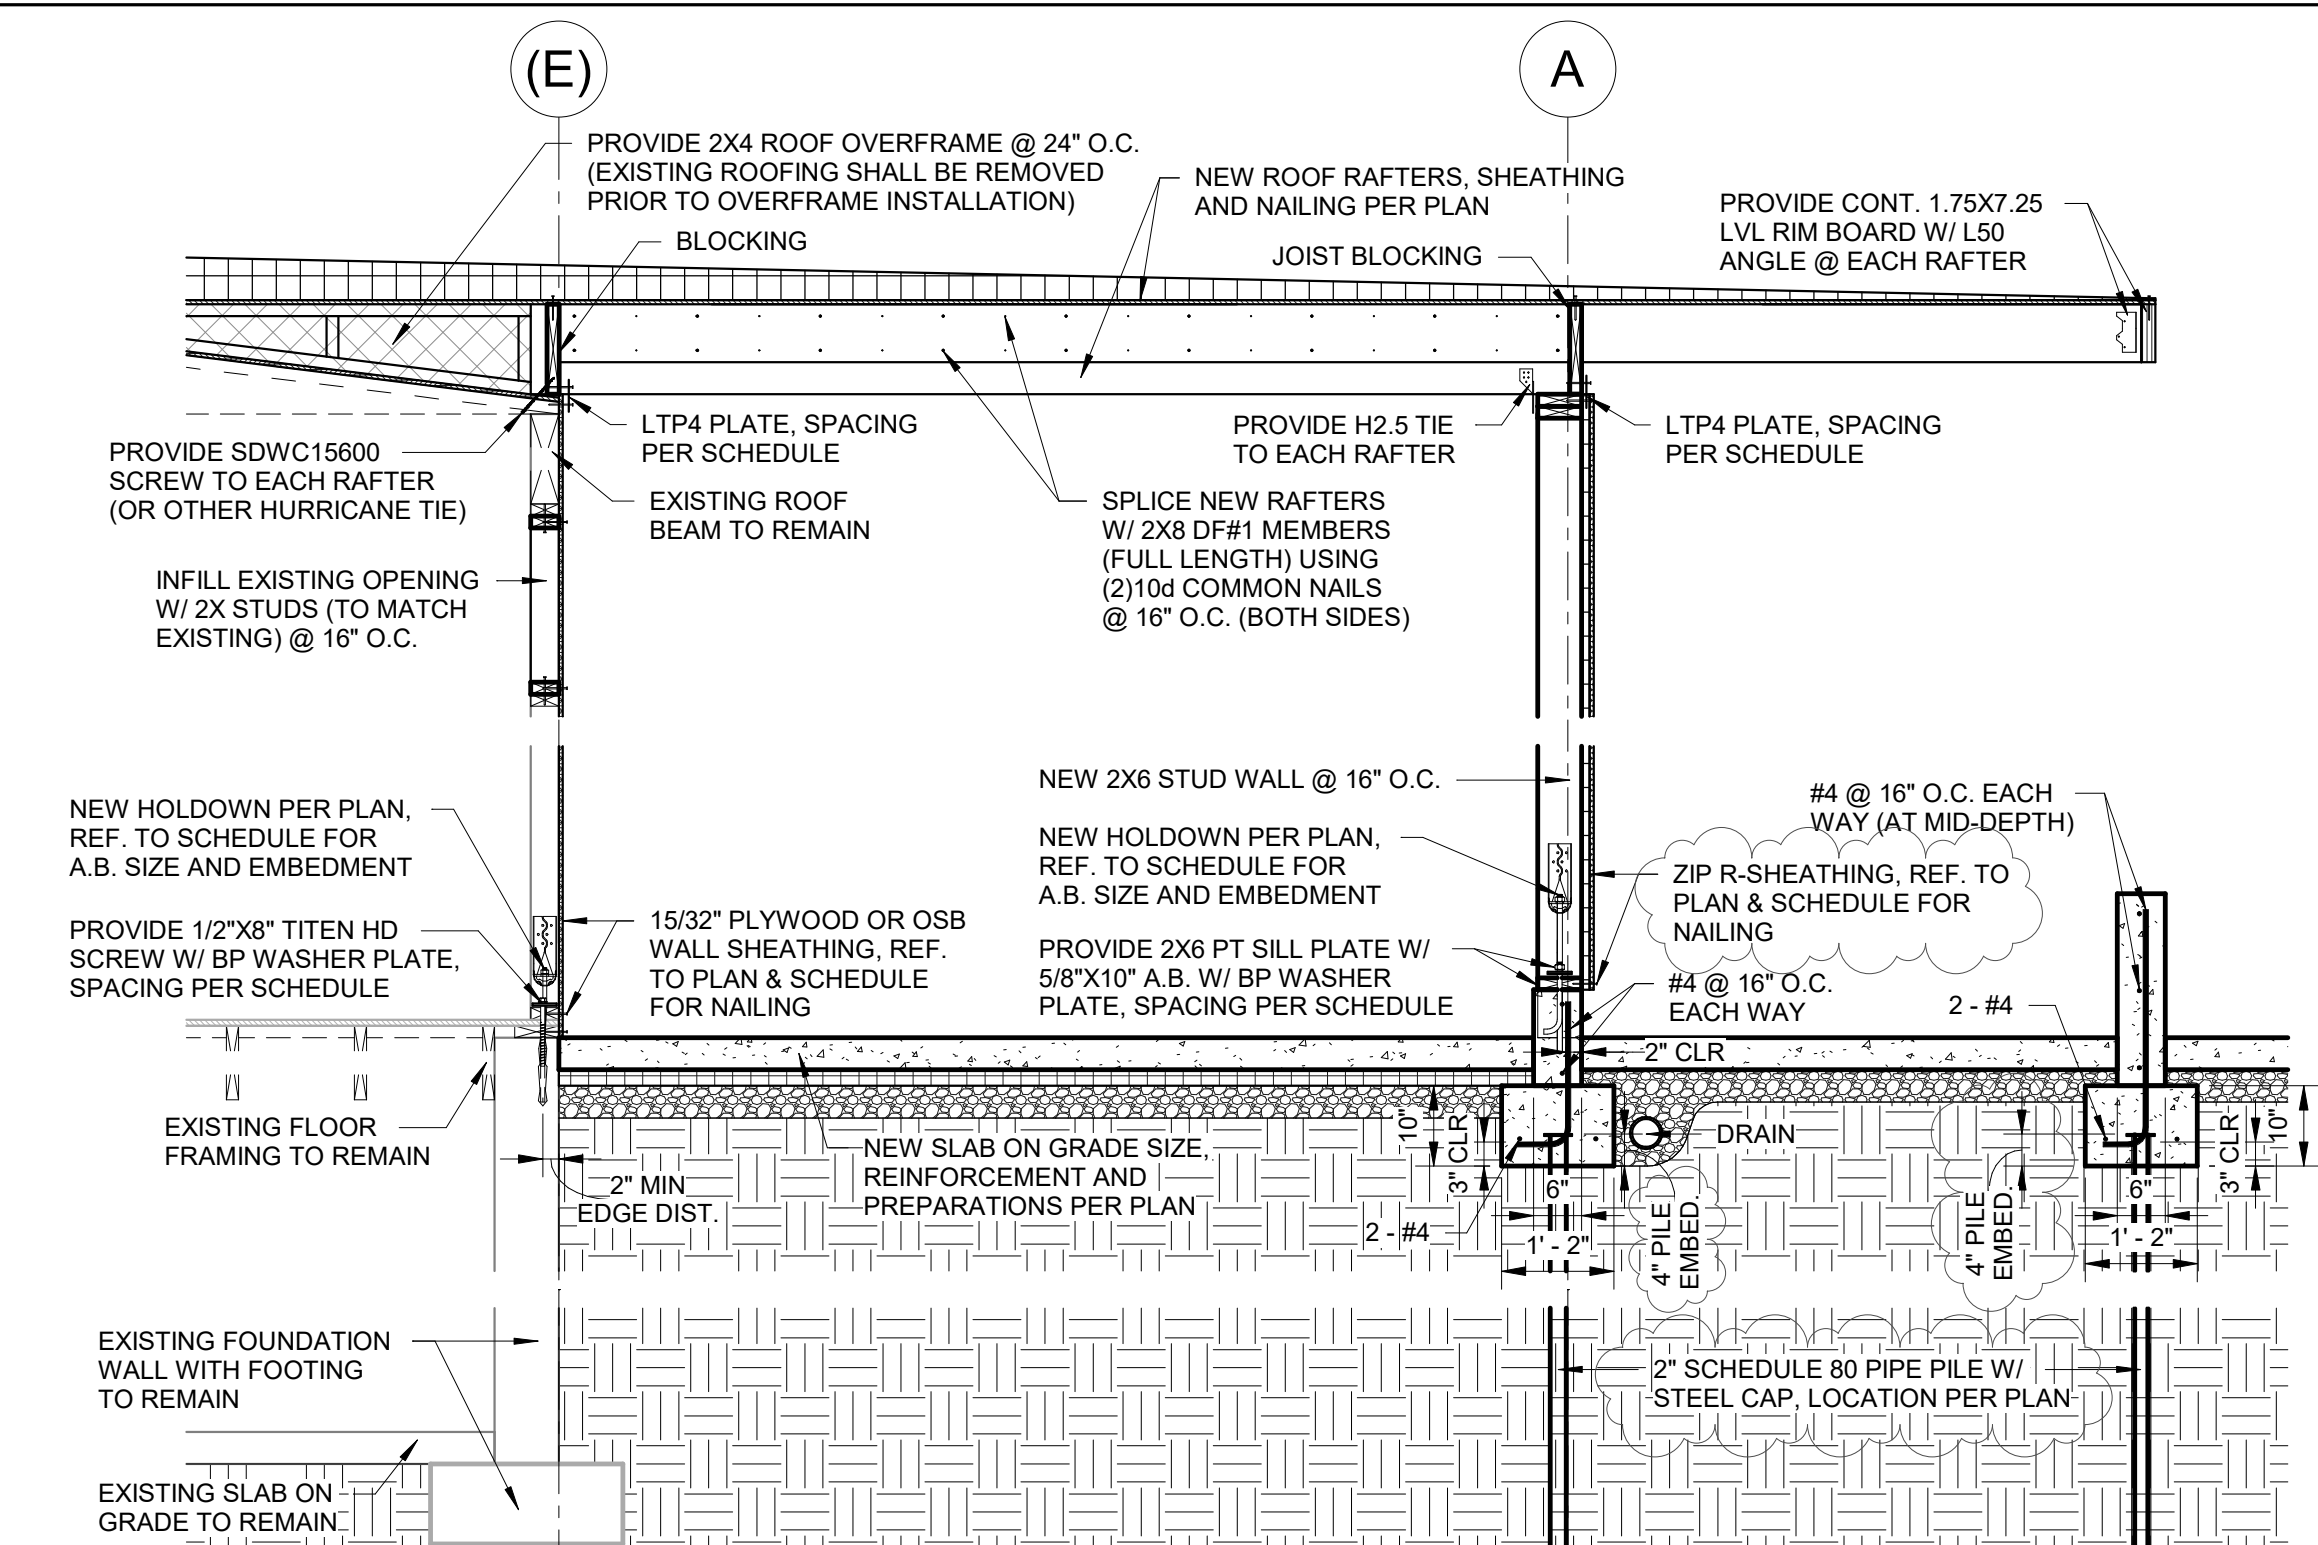 (E)
A
PROVIDE 2X4 ROOF OVERFRAME @ 24" O.C.
(EXISTING ROOFING SHALL BE REMOVED
PRIOR TO OVERFRAME INSTALLATION)
NEW ROOF RAFTERS, SHEATHING
AND NAILING PER PLAN
PROVIDE CONT. 1.75X7.25
LVL RIM BOARD W/ L50
ANGLE @ EACH RAFTER
BLOCKING
JOIST BLOCKING
PROVIDE SDWC15600
SCREW TO EACH RAFTER
(OR OTHER HURRICANE TIE)
LTP4 PLATE, SPACING
PER SCHEDULE
PROVIDE H2.5 TIE
TO EACH RAFTER
LTP4 PLATE, SPACING
PER SCHEDULE
EXISTING ROOF
BEAM TO REMAIN
SPLICE NEW RAFTERS
W/ 2X8 DF#1 MEMBERS
(FULL LENGTH) USING
(2)10d COMMON NAILS
@ 16" O.C. (BOTH SIDES)
INFILL EXISTING OPENING
W/ 2X STUDS (TO MATCH
EXISTING) @ 16" O.C.
NEW 2X6 STUD WALL @ 16" O.C.
NEW HOLDOWN PER PLAN,
REF. TO SCHEDULE FOR
A.B. SIZE AND EMBEDMENT
NEW HOLDOWN PER PLAN,
REF. TO SCHEDULE FOR
A.B. SIZE AND EMBEDMENT
#4 @ 16" O.C. EACH
WAY (AT MID-DEPTH)
ZIP R-SHEATHING, REF. TO
PLAN & SCHEDULE FOR
NAILING
PROVIDE 1/2"X8" TITEN HD
SCREW W/ BP WASHER PLATE,
SPACING PER SCHEDULE
15/32" PLYWOOD OR OSB
WALL SHEATHING, REF.
TO PLAN & SCHEDULE
FOR NAILING
PROVIDE 2X6 PT SILL PLATE W/
5/8"X10" A.B. W/ BP WASHER
PLATE, SPACING PER SCHEDULE
#4 @ 16" O.C.
EACH WAY
2 - #4
2" CLR
EXISTING FLOOR
FRAMING TO REMAIN
2" MIN
EDGE DIST.
NEW SLAB ON GRADE SIZE,
REINFORCEMENT AND
PREPARATIONS PER PLAN
10"
3" CLR
DRAIN
10"
3" CLR
2 - #4
6"
1' - 2"
4" PILE
EMBED.
4" PILE
EMBED.
6"
1' - 2"
EXISTING FOUNDATION
WALL WITH FOOTING
TO REMAIN
2" SCHEDULE 80 PIPE PILE W/
STEEL CAP, LOCATION PER PLAN
EXISTING SLAB ON
GRADE TO REMAIN